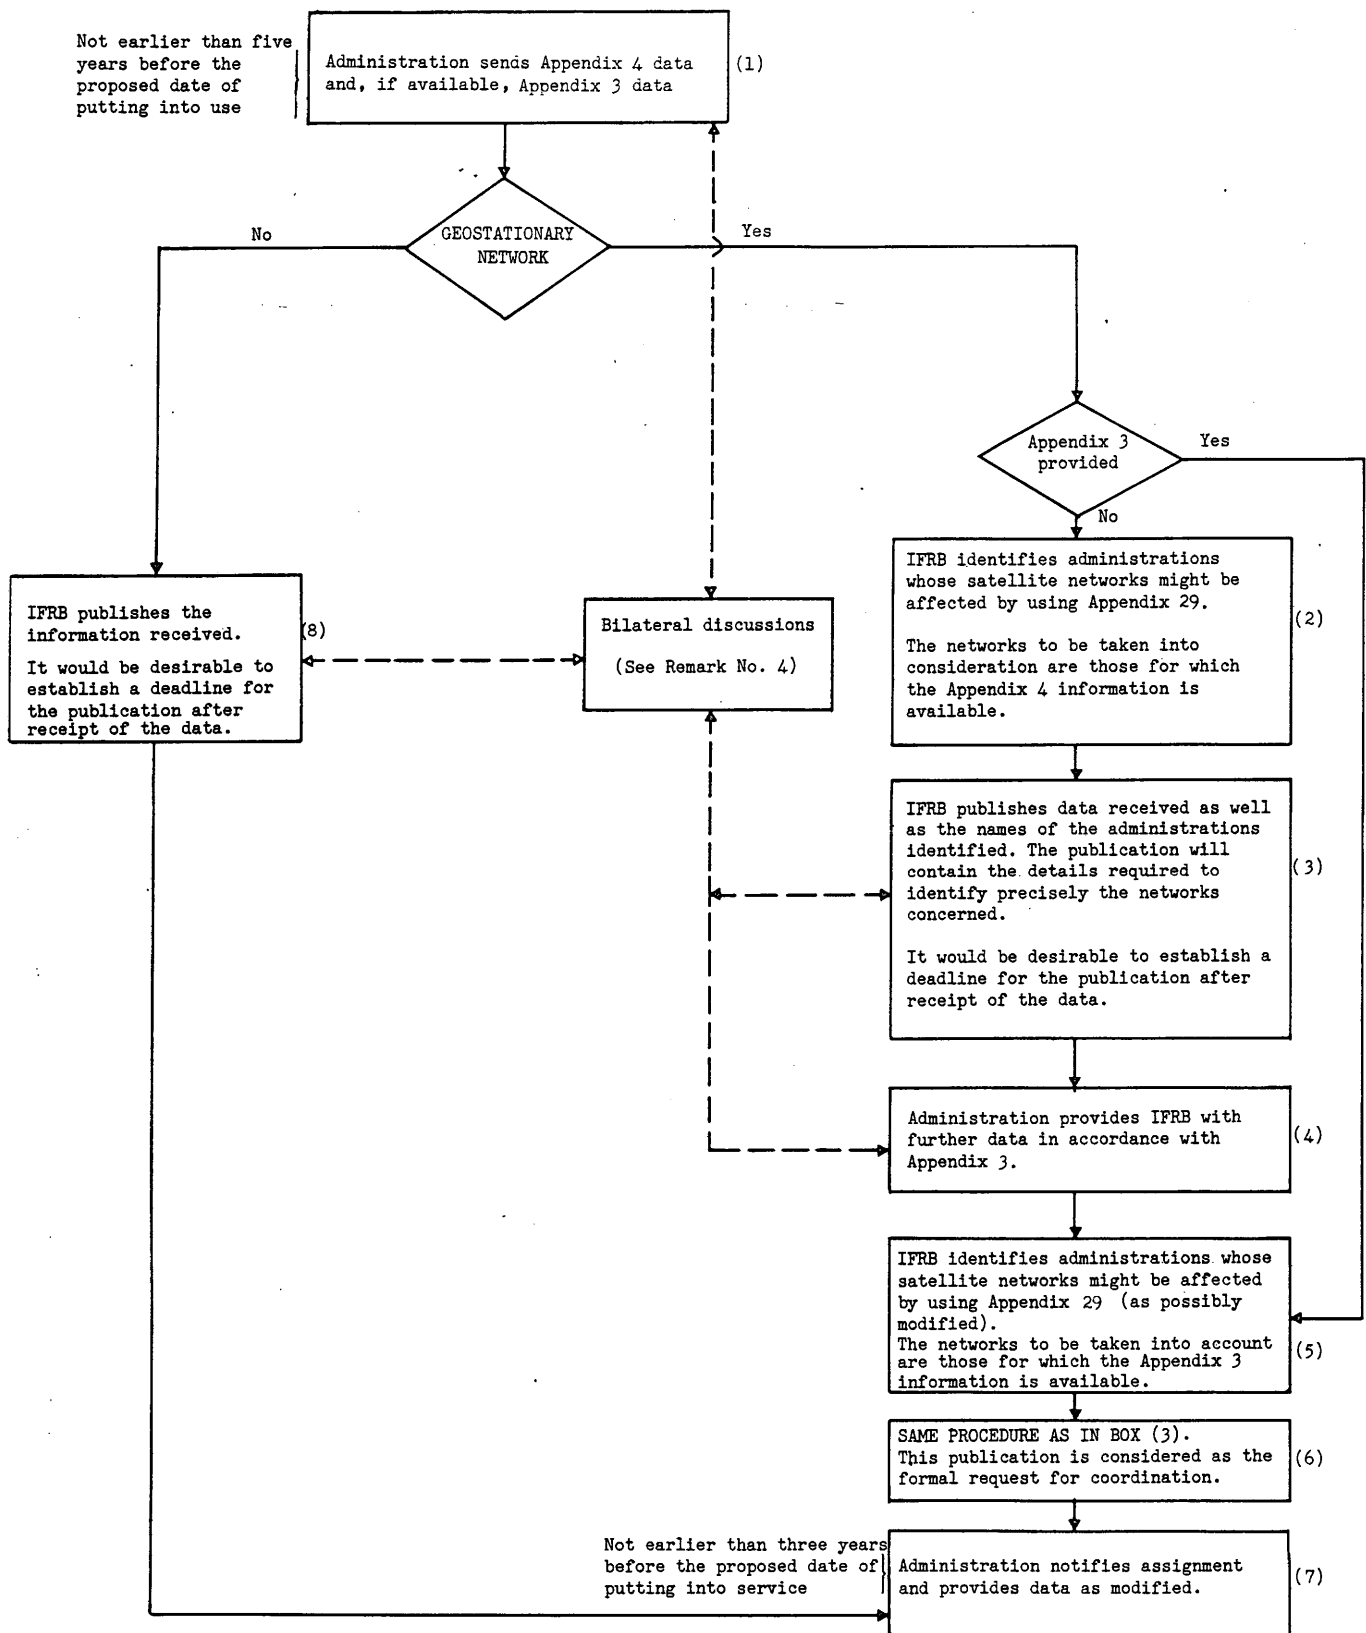 Not earlier than five
years before the
proposed date of
putting into use
Administration sends Appendix 4 data
and, if available, Appendix 3 data
(1)
GEOSTATIONARY
NETWORK
No
Yes
Appendix 3
provided
Yes
No
IFRB identifies administrations
whose satellite networks might be
affected by using Appendix 29.
The networks to be taken into
consideration are those for which
the Appendix 4 information is
available.
(2)
IFRB publishes the
information received.
It would be desirable to
establish a deadline for
the publication after
receipt of the data.
(8)
Bilateral discussions
(See Remark No. 4)
IFRB publishes data received as well
as the names of the administrations
identified. The publication will
contain the details required to
identify precisely the networks
concerned.
It would be desirable to establish a
deadline for the publication after
receipt of the data.
(3)
Administration provides IFRB with
further data in accordance with
Appendix 3.
(4)
IFRB identifies administrations whose
satellite networks might be affected
by using Appendix 29 (as possibly
modified).
The networks to be taken into account
are those for which the Appendix 3
information is available.
(5)
SAME PROCEDURE AS IN BOX (3).
This publication is considered as the
formal request for coordination.
(6)
Not earlier than three years
before the proposed date of
putting into service
Administration notifies assignment
and provides data as modified.
(7)